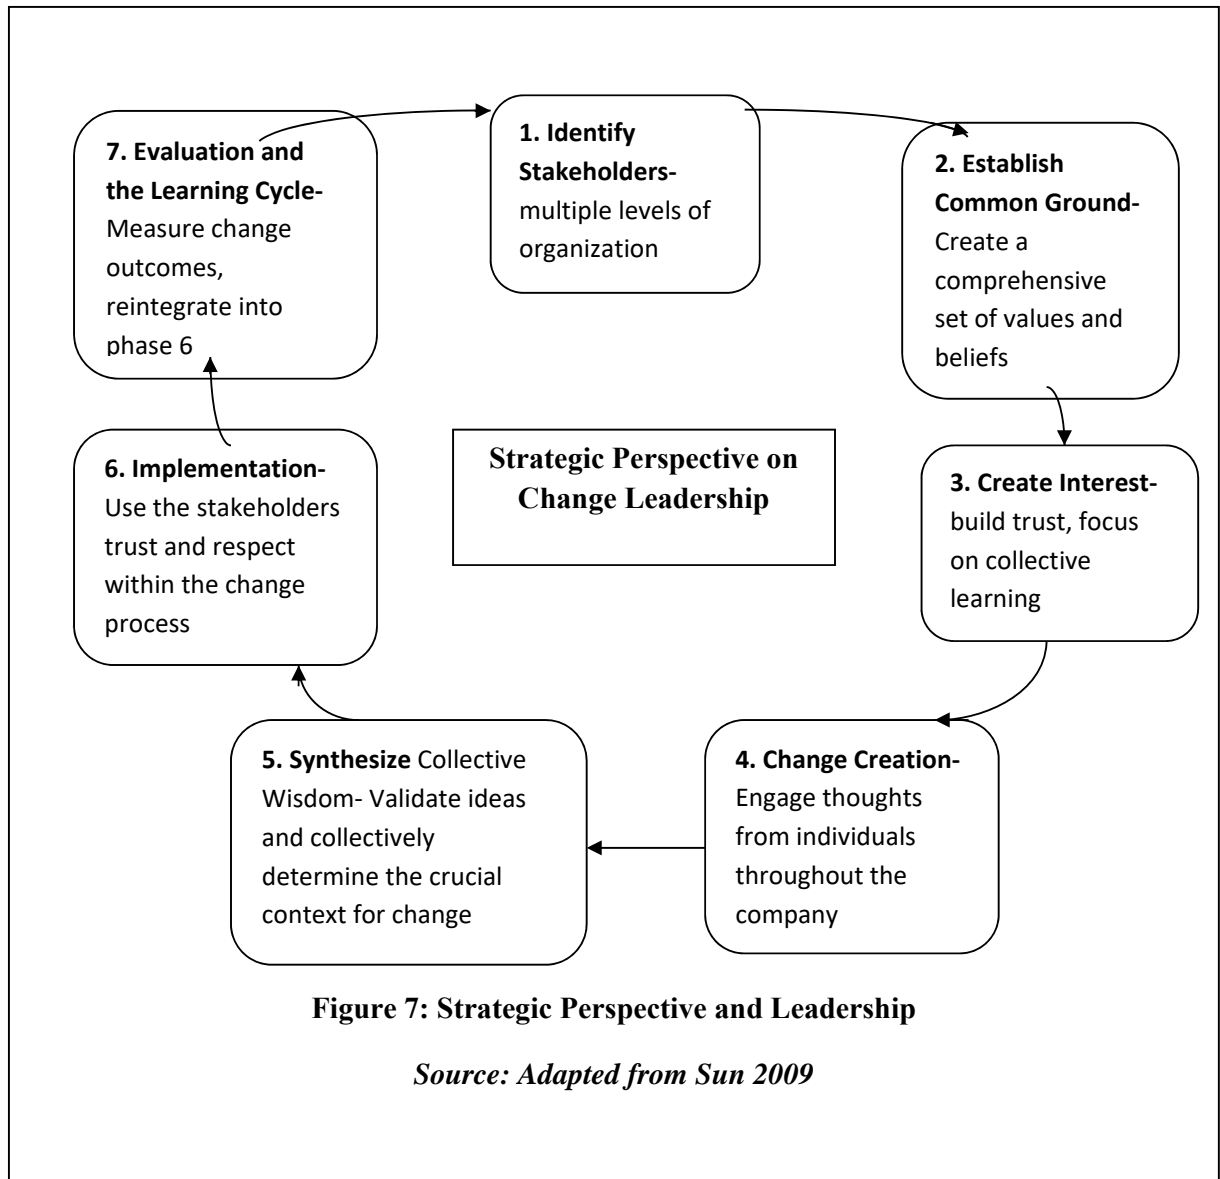 1. Identify
Stakeholders-
multiple levels of
organization
2. Establish
Common Ground-
Create a
comprehensive
set of values and
beliefs
3. Create Interest-
build trust, focus
on collective
learning
4. Change Creation-
Engage thoughts
from individuals
throughout the
company
5. Synthesize Collective
Wisdom- Validate ideas
and collectively
determine the crucial
context for change
6. Implementation-
Use the stakeholders
trust and respect
within the change
process
7. Evaluation and
the Learning Cycle-
Measure change
outcomes,
reintegrate into
phase 6
Strategic Perspective on
Change Leadership
Figure 7: Strategic Perspective and Leadership
Source: Adapted from Sun 2009